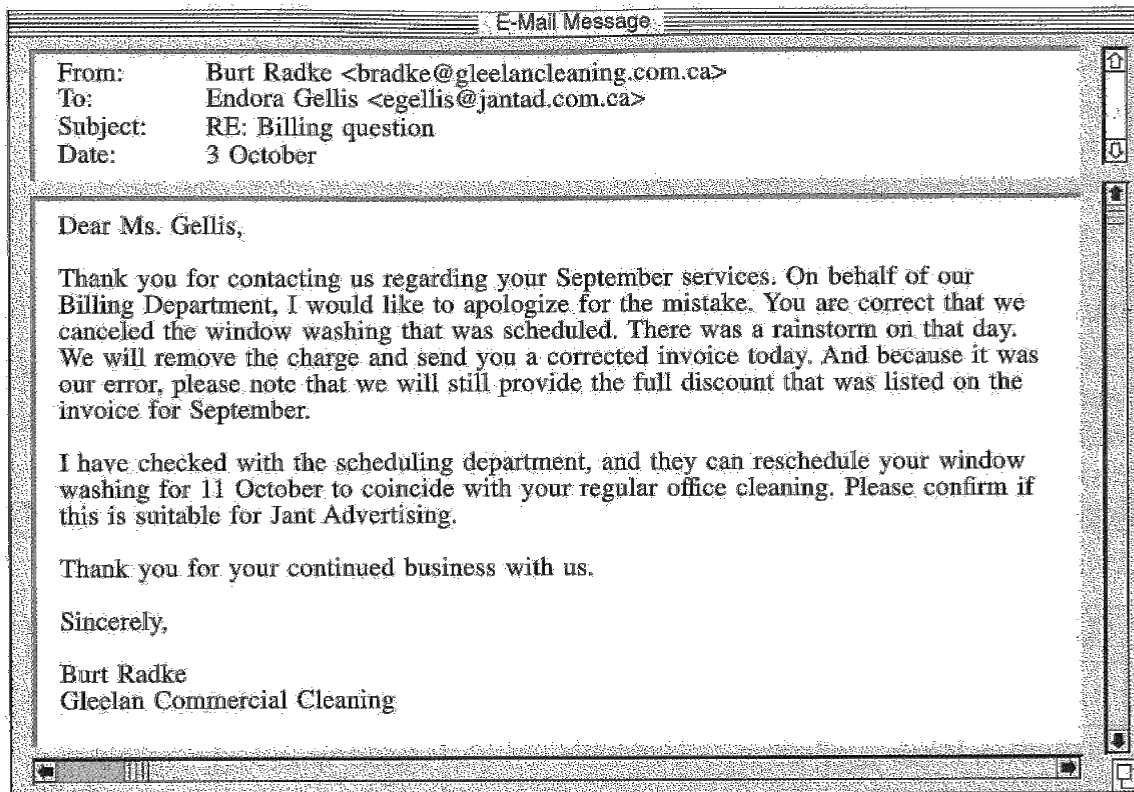 E-Mail Message
From: Burt Radke <bradke@gleelancleaning.com.ca>
To: Endora Gellis <egellis@jantad.com.ca>
Subject: RE: Billing question
Date: 3 October
Dear Ms. Gellis,
Thank you for contacting us regarding your September services. On behalf of our
Billing Department, I would like to apologize for the mistake. You are correct that we
canceled the window washing that was scheduled. There was a rainstorm on that day.
We will remove the charge and send you a corrected invoice today. And because it was
our error, please note that we will still provide the full discount that was listed on the
invoice for September.
I have checked with the scheduling department, and they can reschedule your window
washing for 11 October to coincide with your regular office cleaning. Please confirm if
this is suitable for Jant Advertising.
Thank you for your continued business with us.
Sincerely,
Burt Radke
Gleelan Commercial Cleaning